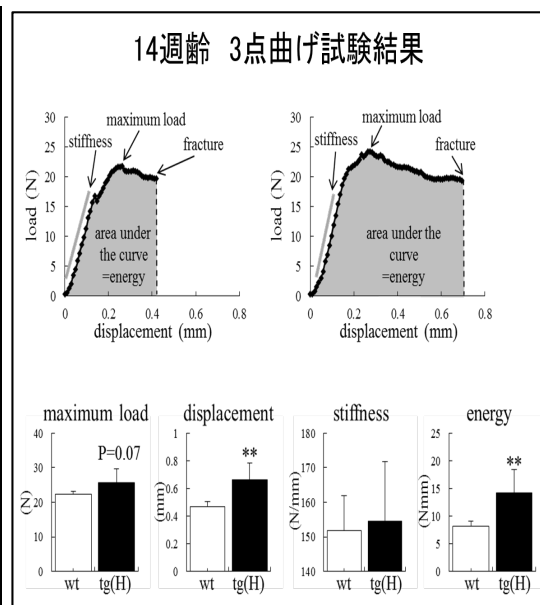 14週齢 3点曲げ試験結果
maximum load
stiffness
fracture
load (N)
30
25
20
15
10
5
0
area under
the curve
=energy
0 0.2 0.4 0.6 0.8
displacement (mm)
maximum load
stiffness
fracture
load (N)
30
25
20
15
10
5
0
area under the
curve
=energy
0 0.2 0.4 0.6 0.8
displacement (mm)
maximum load
40
30
20
10
0
(N)
P=0.07
wt tg(H)
displacement
1
0.8
0.6
0.4
0.2
0
(mm)
**
wt tg(H)
stiffness
180
170
160
150
140
(N/mm)
wt tg(H)
energy
25
20
15
10
5
0
(Nmm)
**
wt tg(H)